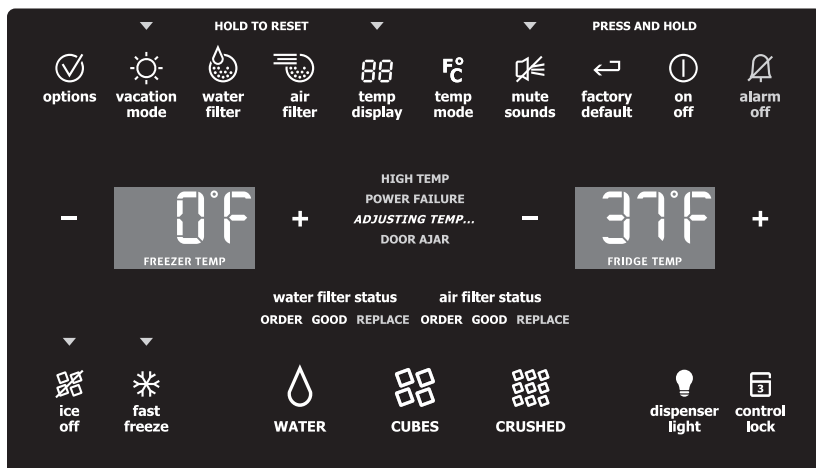 HOLD TO RESET PRESS AND HOLD
options vacation mode water filter air filter 88 temp display F°C temp mode mute sounds factory default on off alarm off
HIGH TEMP
POWER FAILURE
ADJUSTING TEMP...
DOOR AJAR
- 0°F + - 37°F +
FREEZER TEMP FRIDGE TEMP
water filter status air filter status
ORDER GOOD REPLACE ORDER GOOD REPLACE
ice off fast freeze WATER CUBES CRUSHED dispenser light 3 control lock